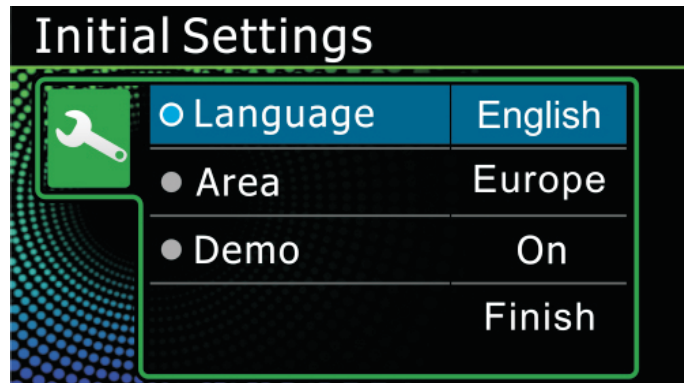 Initial Settings
Language English
Area Europe
Demo On
Finish